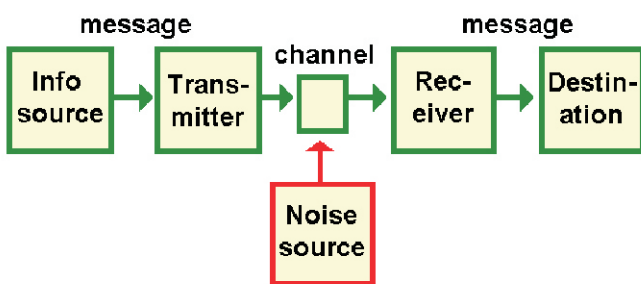 message
message
channel
Info
source
Trans-
mitter
Rec-
eiver
Destin-
ation
Noise
source